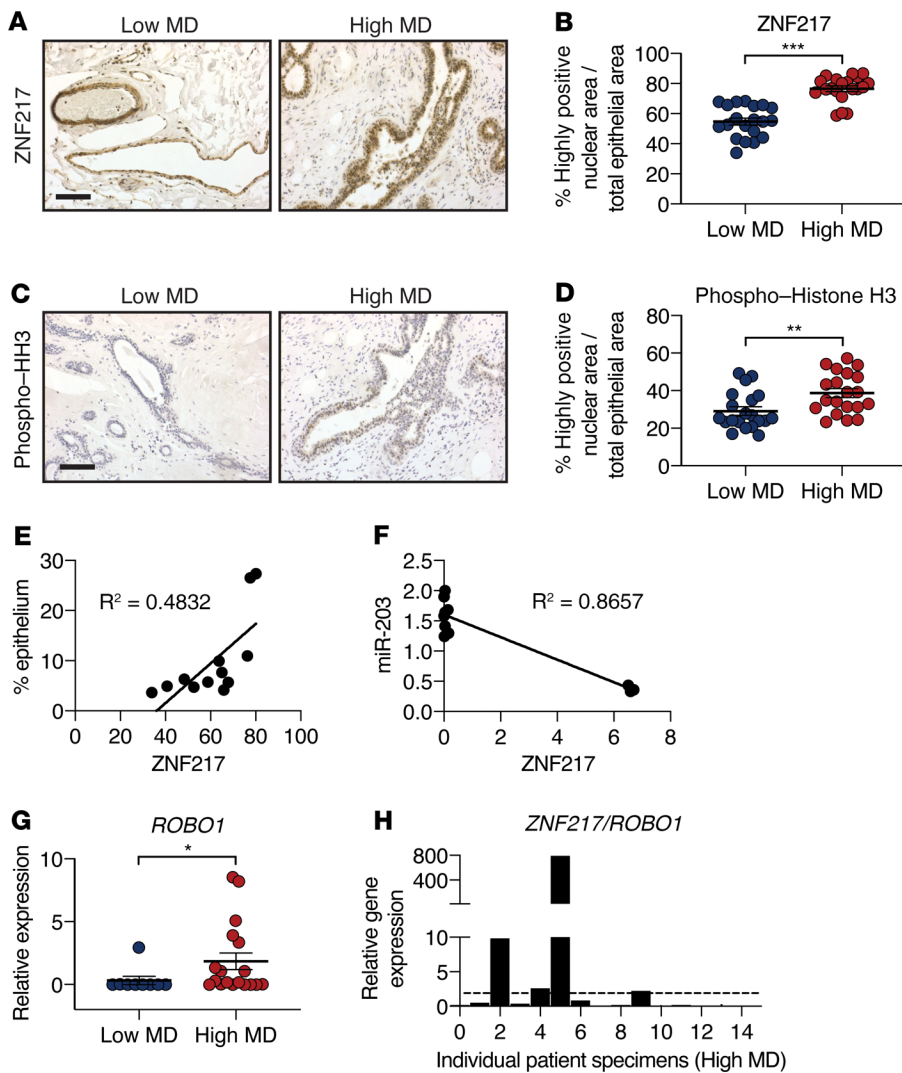 A
Low MD
High MD
ZNF217
B
ZNF217
***
% Highly positive
nuclear area /
total epithelial area
100
80
60
40
20
0
Low MD
High MD
C
Low MD
High MD
Phospho–HH3
D
Phospho–Histone H3
**
% Highly positive
nuclear area /
total epithelial area
80
60
40
20
0
Low MD
High MD
E
% epithelium
30
20
10
0
R² = 0.4832
0 20 40 60 80 100
ZNF217
F
miR-203
2.5
2.0
1.5
1.0
0.5
0.0
R² = 0.8657
0 2 4 6 8
ZNF217
G
ROBO1
*
Relative expression
10
5
0
Low MD
High MD
H
ZNF217/ROBO1
Relative gene
expression
800
400
10
5
0
0 2 4 6 8 10 12 14
Individual patient specimens (High MD)